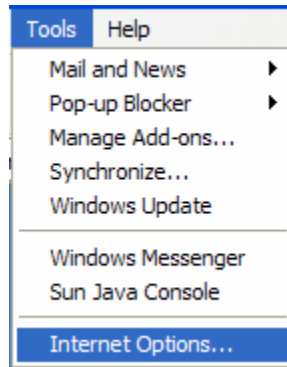 Tools Help
Mail and News
Pop-up Blocker
Manage Add-ons...
Synchronize...
Windows Update
Windows Messenger
Sun Java Console
Internet Options...